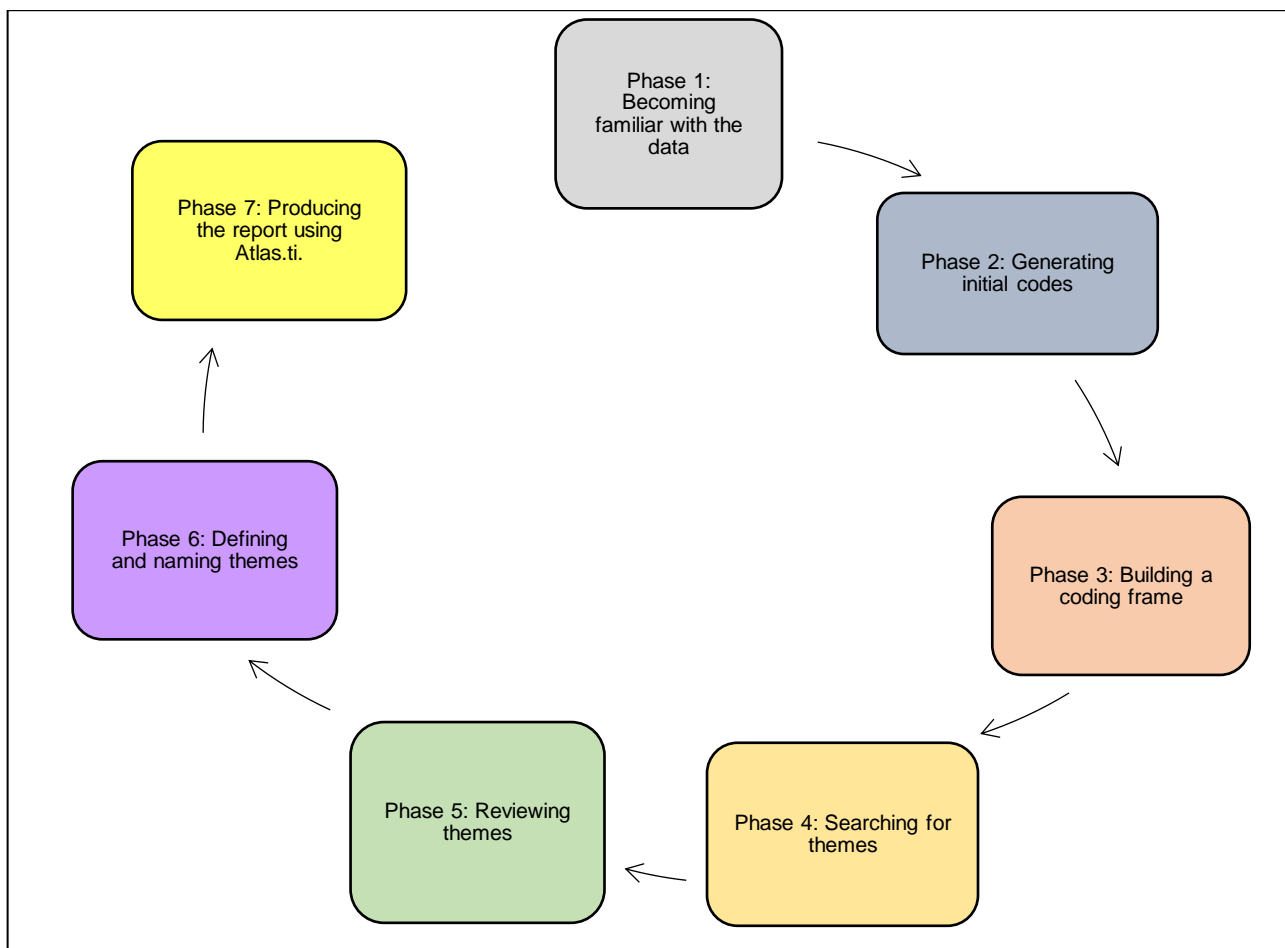 Phase 1:
Becoming
familiar with the
data
Phase 2: Generating
initial codes
Phase 3: Building a
coding frame
Phase 4: Searching for
themes
Phase 5: Reviewing
themes
Phase 6: Defining
and naming themes
Phase 7: Producing
the report using
Atlas.ti.